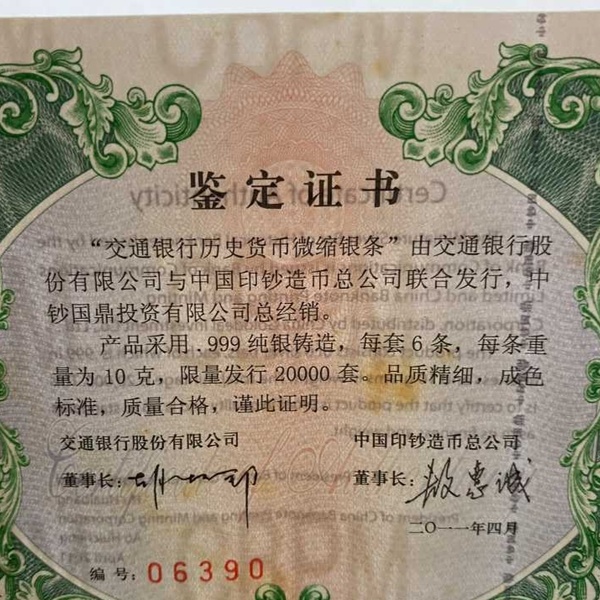 鉴定证书
“交通银行历史货币微缩银条”由交通银行股
份有限公司与中国印钞造币总公司联合发行，中
钞国鼎投资有限公司总经销。
产品采用.999纯银铸造，每套6条，每条重
量为10克，限量发行20000套。品质精细，成色
标准，质量合格，谨此证明。
交通银行股份有限公司 中国印钞造币总公司
董事长：胡怀邦 董事长：敖惠诚
二〇一一年四月
编号：06390